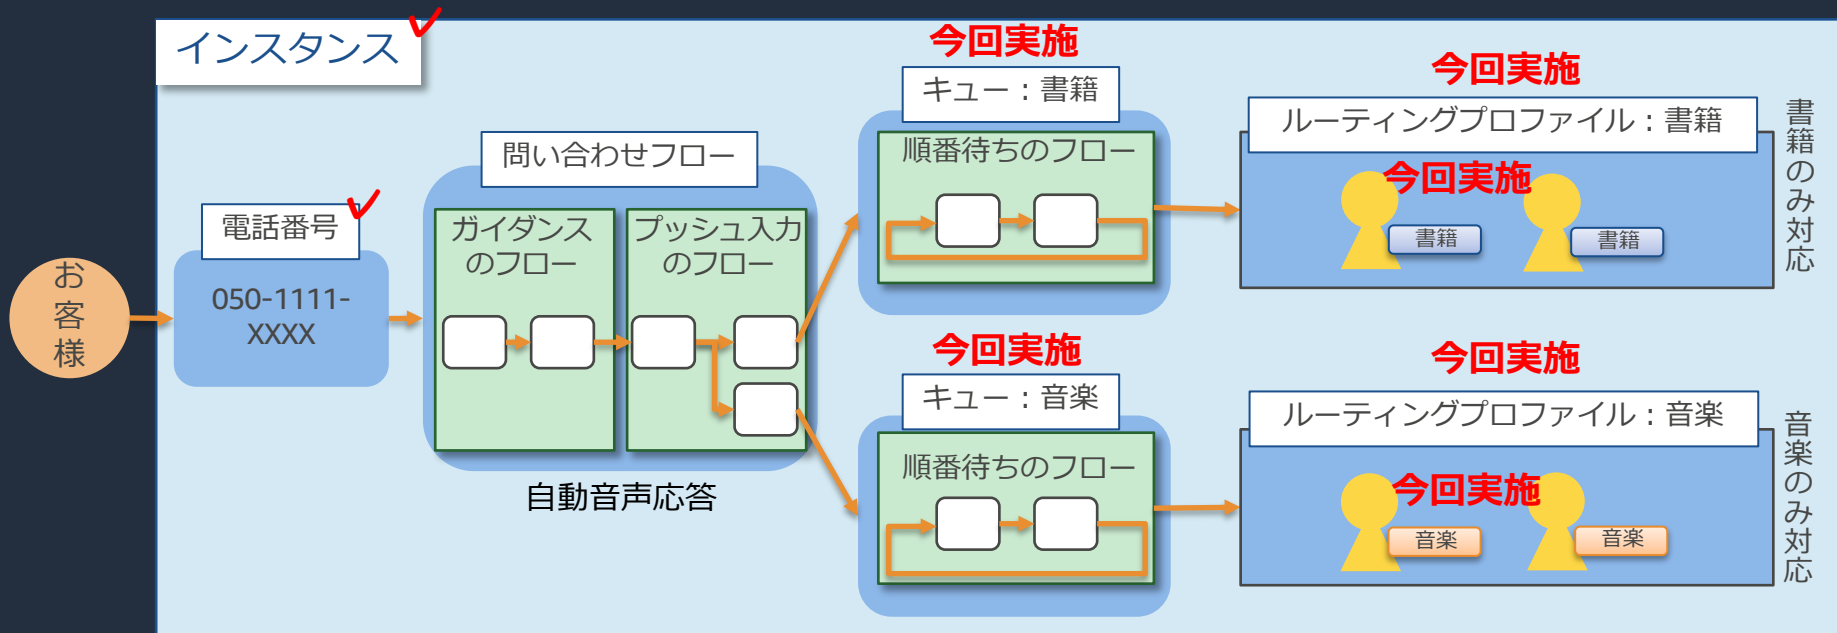 インスタンス
お
客
様
電話番号
050-1111-
XXXX
問い合わせフロー
ガイダンス
のフロー
プッシュ入力
のフロー
自動音声応答
今回実施
キュー：書籍
順番待ちのフロー
今回実施
ルーティングプロファイル：書籍
今回実施
書籍
書籍
書籍のみ対応
今回実施
キュー：音楽
順番待ちのフロー
今回実施
ルーティングプロファイル：音楽
今回実施
音楽
音楽
音楽のみ対応